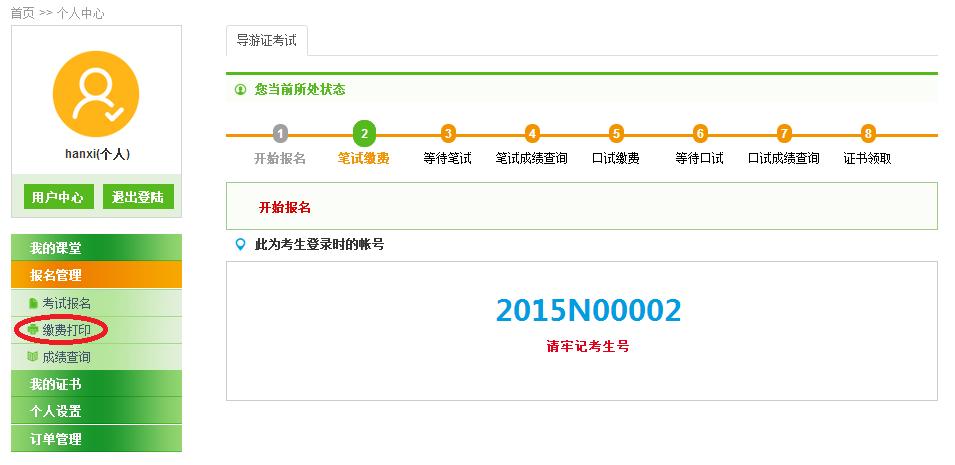 首页 >> 个人中心
hanxi(个人)
用户中心 退出登陆
我的课堂
报名管理
考试报名
缴费打印
成绩查询
我的证书
个人设置
订单管理
导游证考试
您当前所处状态
1 2 3 4 5 6 7 8
开始报名 笔试缴费 等待笔试 笔试成绩查询 口试缴费 等待口试 口试成绩查询 证书领取
开始报名
此为考生登录时的帐号
2015N00002
请牢记考生号